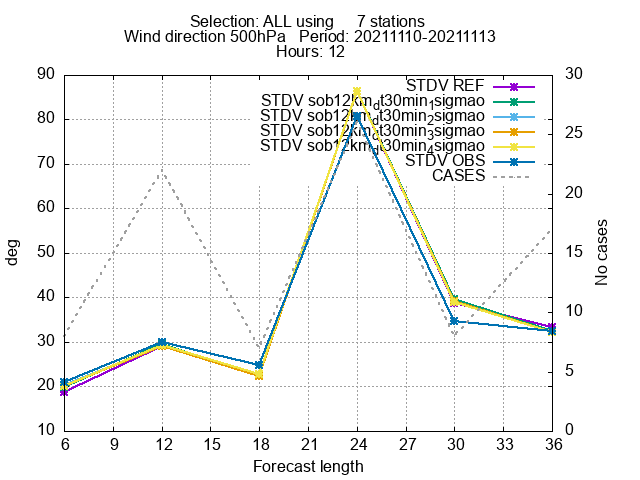 Selection: ALL using     7 stations
Wind direction 500hPa   Period: 20211110-20211113
Hours: 12
90 30
STDV REF
STDV sob12km_dt30min_1sigmao
80 25
STDV sob12km_dt30min_2sigmao
STDV sob12km_dt30min_3sigmao
STDV sob12km_dt30min_4sigmao
STDV OBS
70
CASES
60 20
50 15
deg No cases
40 10
30
20 5
10 0
6 9 12 15 18 21 24 27 30 33 36
Forecast length